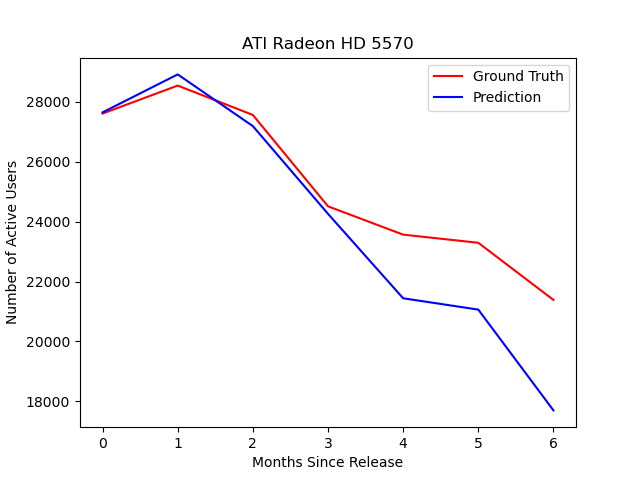 ATI Radeon HD 5570
Ground Truth
Prediction
Number of Active Users
28000
26000
24000
22000
20000
18000
0 1 2 3 4 5 6
Months Since Release